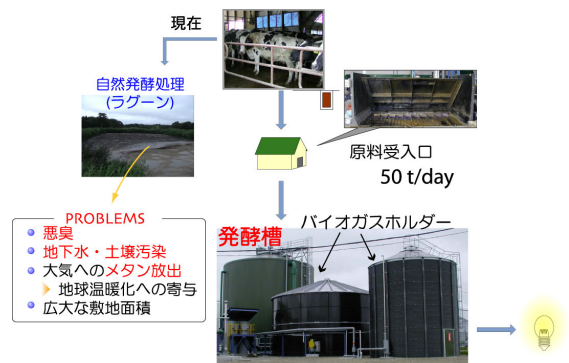 現在
自然発酵処理
(ラグーン)
原料受入口
50 t/day
PROBLEMS
悪臭
地下水・土壌汚染
大気へのメタン放出
地球温暖化への寄与
広大な敷地面積
発酵槽
バイオガスホルダー